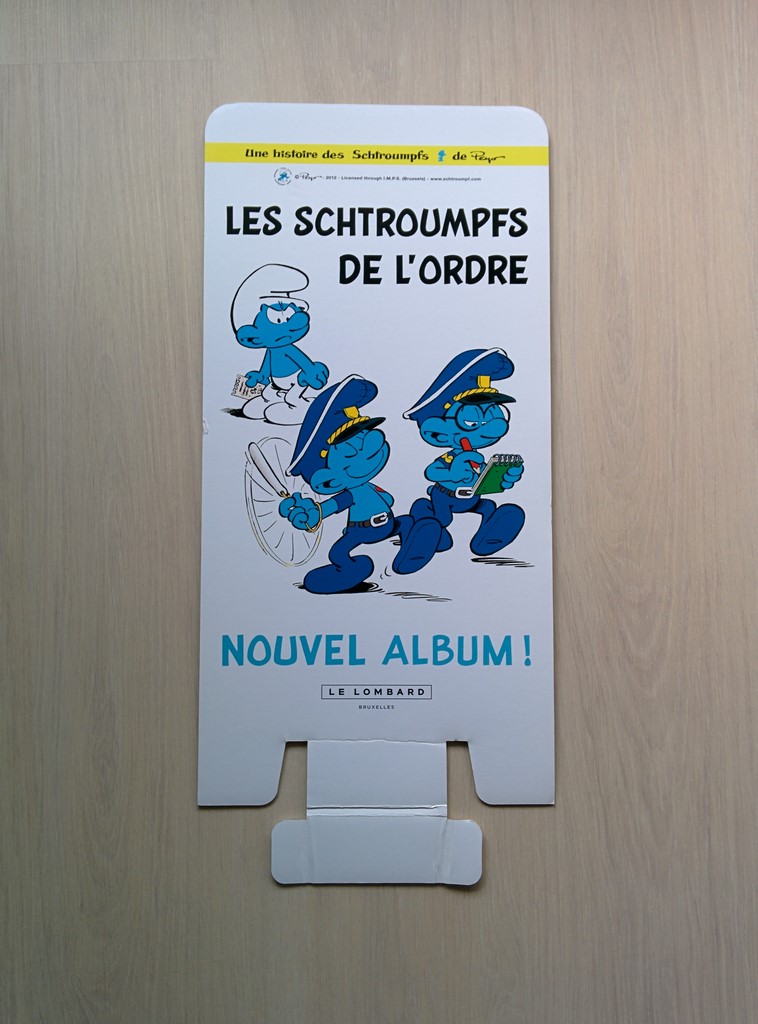 Une histoire des Schtroumpfs de Peyo
© Peyo™ - 2012 - Licensed through I.M.P.S. (Brussels) - www.schtroumpf.com
LES SCHTROUMPFS
DE L'ORDRE
NOUVEL ALBUM !
LE LOMBARD
BRUXELLES